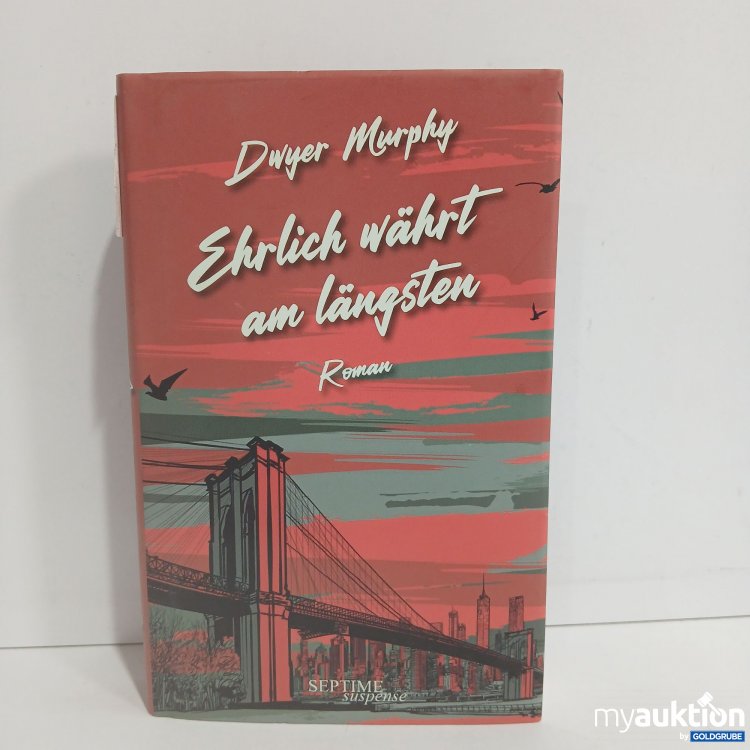 Dwyer Murphy
Ehrlich währt
am längsten
Roman
SEPTIME
suspense
myauktion
by GOLDGRUBE